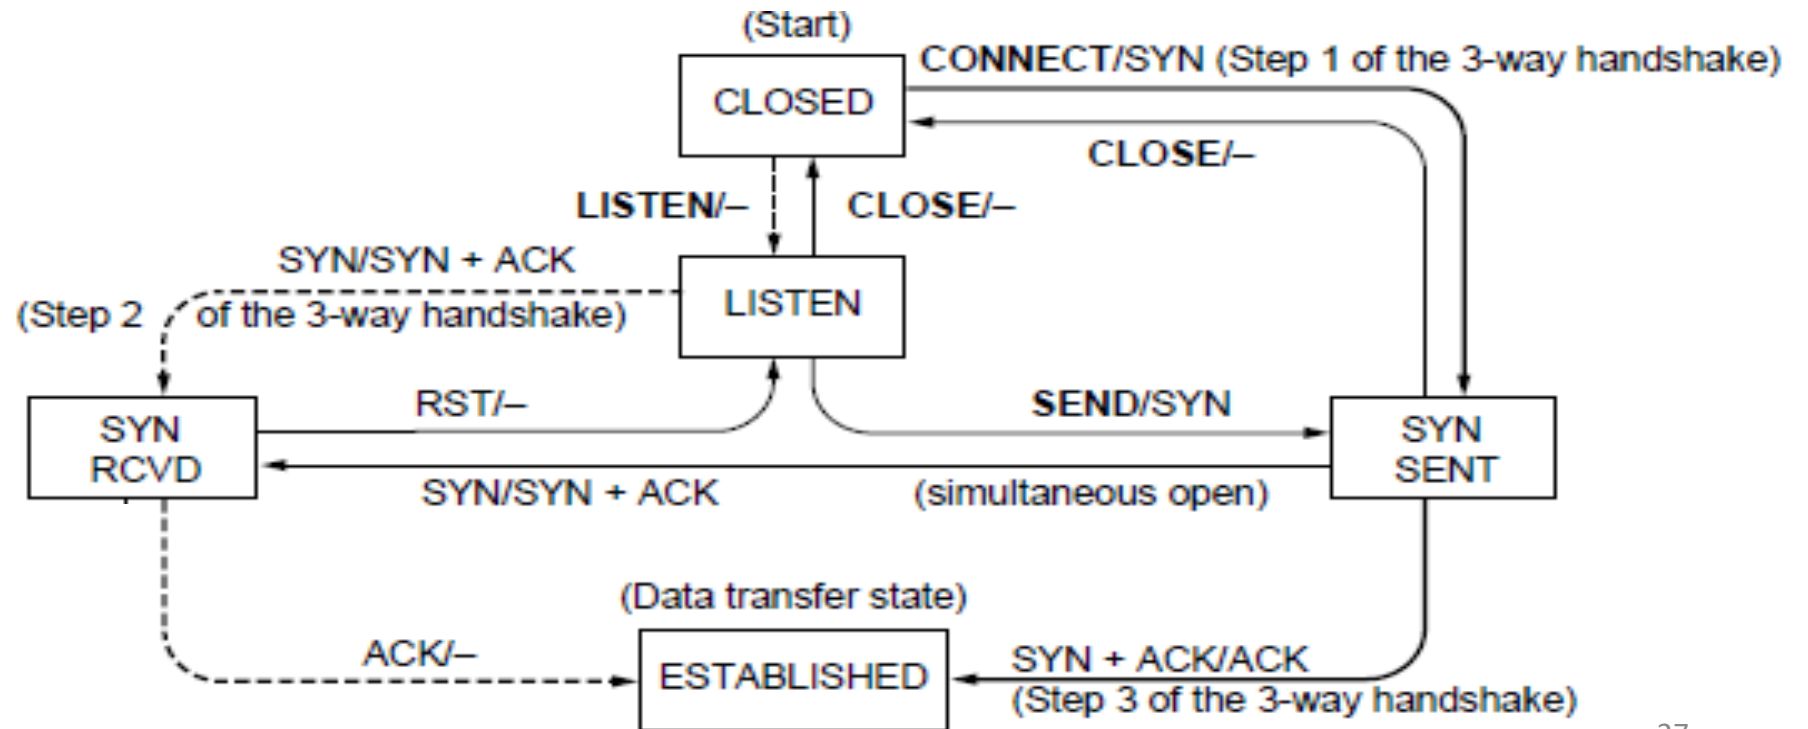 (Start)
CONNECT/SYN (Step 1 of the 3-way handshake)
CLOSED
CLOSE/–
LISTEN/–
CLOSE/–
SYN/SYN + ACK
(Step 2 of the 3-way handshake)
LISTEN
RST/–
SEND/SYN
SYN
RCVD
SYN
SENT
SYN/SYN + ACK
(simultaneous open)
(Data transfer state)
ACK/–
ESTABLISHED
SYN + ACK/ACK
(Step 3 of the 3-way handshake)